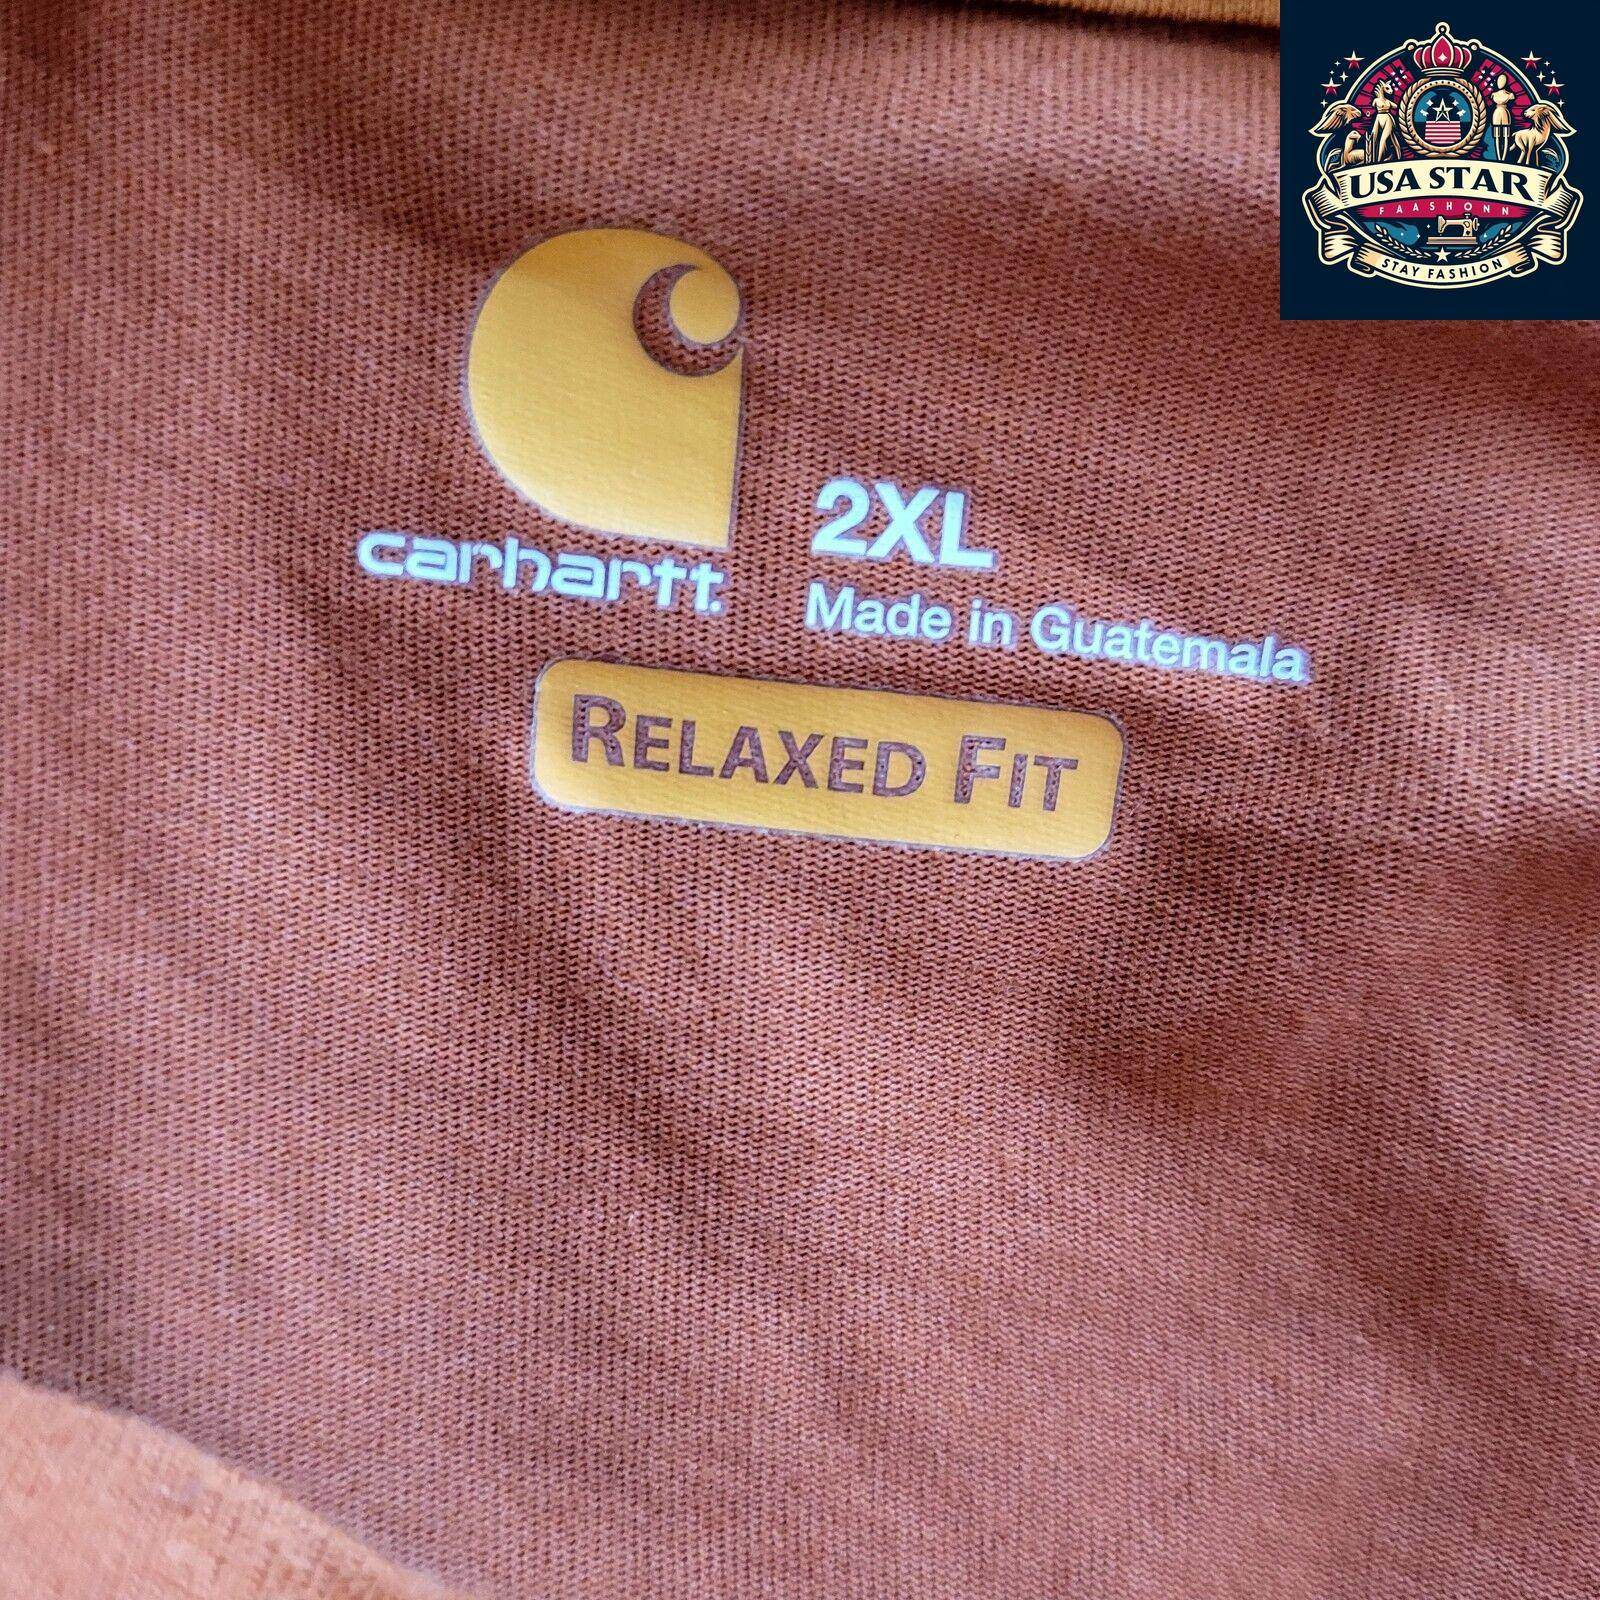 USA STAR
FAASHONN
STAY FASHION
carhartt.
2XL
Made in Guatemala
RELAXED FIT